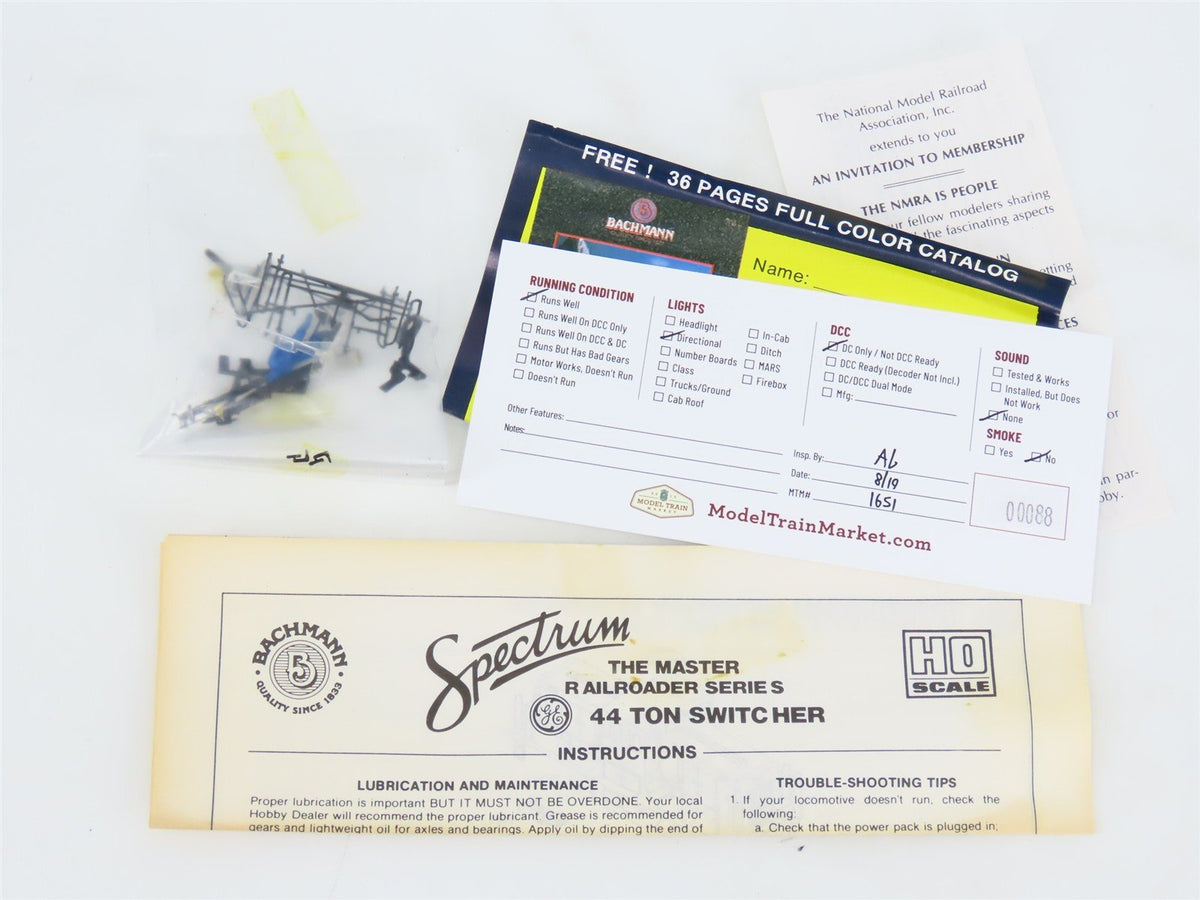 The National Model Railroad
Association, Inc.
extends to you
AN INVITATION TO MEMBERSHIP
THE NMRA IS PEOPLE
fellow modelers sharing
the fascinating aspects
FREE ! 36 PAGES FULL COLOR CATALOG
BACHMANN
Name:
RUNNING CONDITION
Runs Well
Runs Well On DCC Only
Runs Well On DCC & DC
Runs But Has Bad Gears
Motor Works, Doesn't Run
Doesn't Run
LIGHTS
Headlight
Directional
Number Boards
Class
Trucks/Ground
Cab Roof
In-Cab
Ditch
MARS
Firebox
DCC
DC Only / Not DCC Ready
DCC Ready (Decoder Not Incl.)
DC/DCC Dual Mode
Mfg:
SOUND
Tested & Works
Installed, But Does
Not Work
None
SMOKE
Yes No
Other Features:
Notes:
Insp. By: AL
Date: 8/19
MTM# 1651
00088
MODEL TRAIN
MARKET
ModelTrainMarket.com
or
in par-
BACHMANN
QUALITY SINCE 1833
Spectrum
THE MASTER
RAILROADER SERIES
GE 44 TON SWITCHER
HO
SCALE
INSTRUCTIONS
LUBRICATION AND MAINTENANCE
Proper lubrication is important BUT IT MUST NOT BE OVERDONE. Your local
Hobby Dealer will recommend the proper lubricant. Grease is recommended for
gears and lightweight oil for axles and bearings. Apply oil by dipping the end of
TROUBLE-SHOOTING TIPS
1. If your locomotive doesn't run, check the
following:
a. Check that the power pack is plugged in;